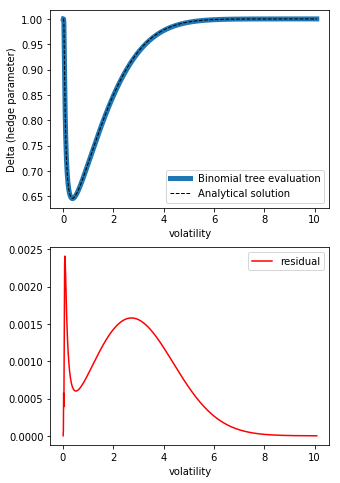 1.00
0.95
0.90
0.85
0.80
0.75
0.70
0.65
Delta (hedge parameter)
Binomial tree evaluation
Analytical solution
0 2 4 6 8 10
volatility
0.0025
0.0020
0.0015
0.0010
0.0005
0.0000
residual
0 2 4 6 8 10
volatility